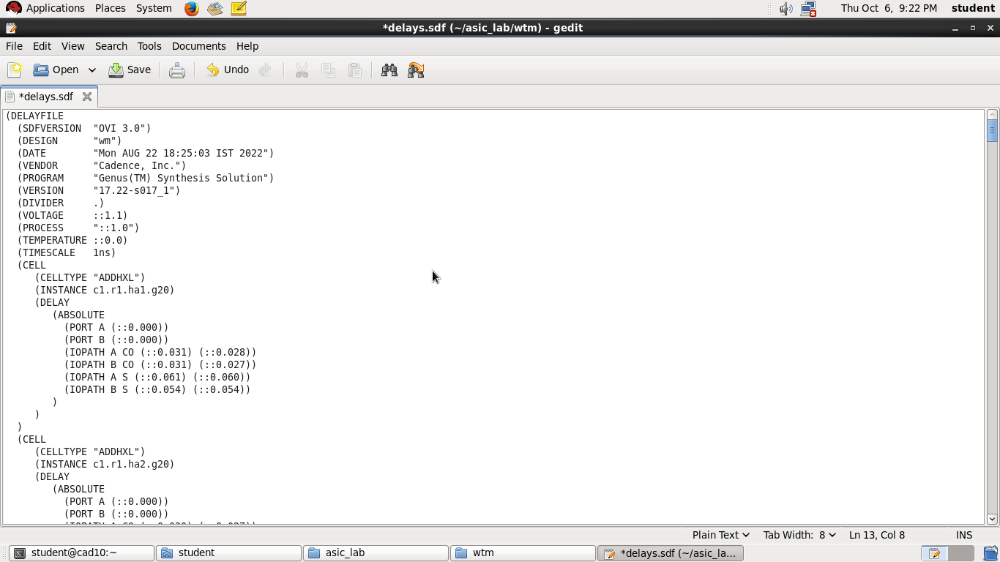 Applications Places System Thu Oct 6, 9:22 PM student
*delays.sdf (~/asic_lab/wtm) - gedit
File Edit View Search Tools Documents Help
Open Save Undo
*delays.sdf
(DELAYFILE
(SDFVERSION "OVI 3.0")
(DESIGN "wm")
(DATE "Mon AUG 22 18:25:03 IST 2022")
(VENDOR "Cadence, Inc.")
(PROGRAM "Genus(TM) Synthesis Solution")
(VERSION "17.22-s017_1")
(DIVIDER .)
(VOLTAGE ::1.1)
(PROCESS "::1.0")
(TEMPERATURE ::0.0)
(TIMESCALE 1ns)
(CELL
(CELLTYPE "ADDHXL")
(INSTANCE c1.r1.ha1.g20)
(DELAY
(ABSOLUTE
(PORT A (::0.000))
(PORT B (::0.000))
(IOPATH A CO (::0.031) (::0.028))
(IOPATH B CO (::0.031) (::0.027))
(IOPATH A S (::0.061) (::0.060))
(IOPATH B S (::0.054) (::0.054))
)
)
)
(CELL
(CELLTYPE "ADDHXL")
(INSTANCE c1.r1.ha2.g20)
(DELAY
(ABSOLUTE
(PORT A (::0.000))
(PORT B (::0.000))
Plain Text Tab Width: 8 Ln 13, Col 8 INS
student@cad10:~ student asic_lab wtm *delays.sdf (~/asic_la...